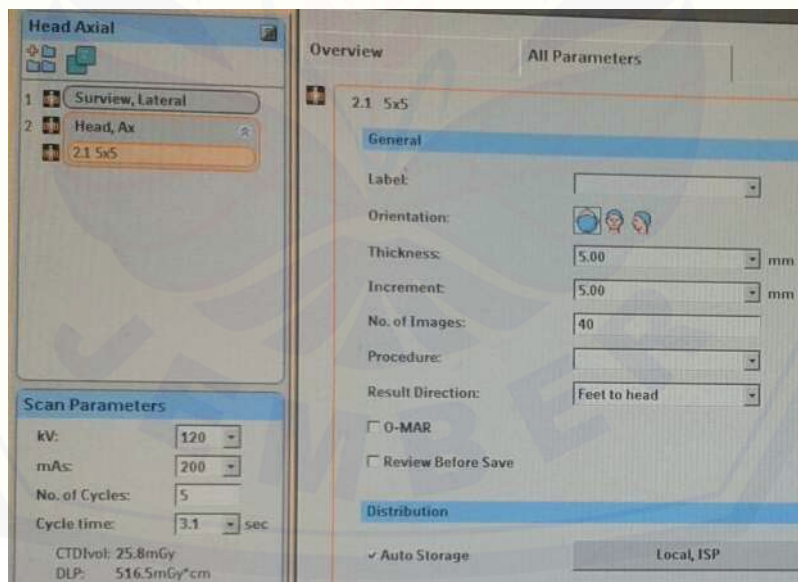 Head Axial
1 Surview, Lateral
2 Head, Ax
2.1 5x5
Scan Parameters
kV: 120
mAs: 200
No. of Cycles: 5
Cycle time: 3.1 sec
CTDIvol: 25.8mGy
DLP: 516.5mGy*cm
Overview
All Parameters
2.1 5x5
General
Label:
Orientation:
Thickness: 5.00 mm
Increment: 5.00 mm
No. of Images: 40
Procedure:
Result Direction: Feet to head
O-MAR
Review Before Save
Distribution
Auto Storage Local, ISP
JEMBER